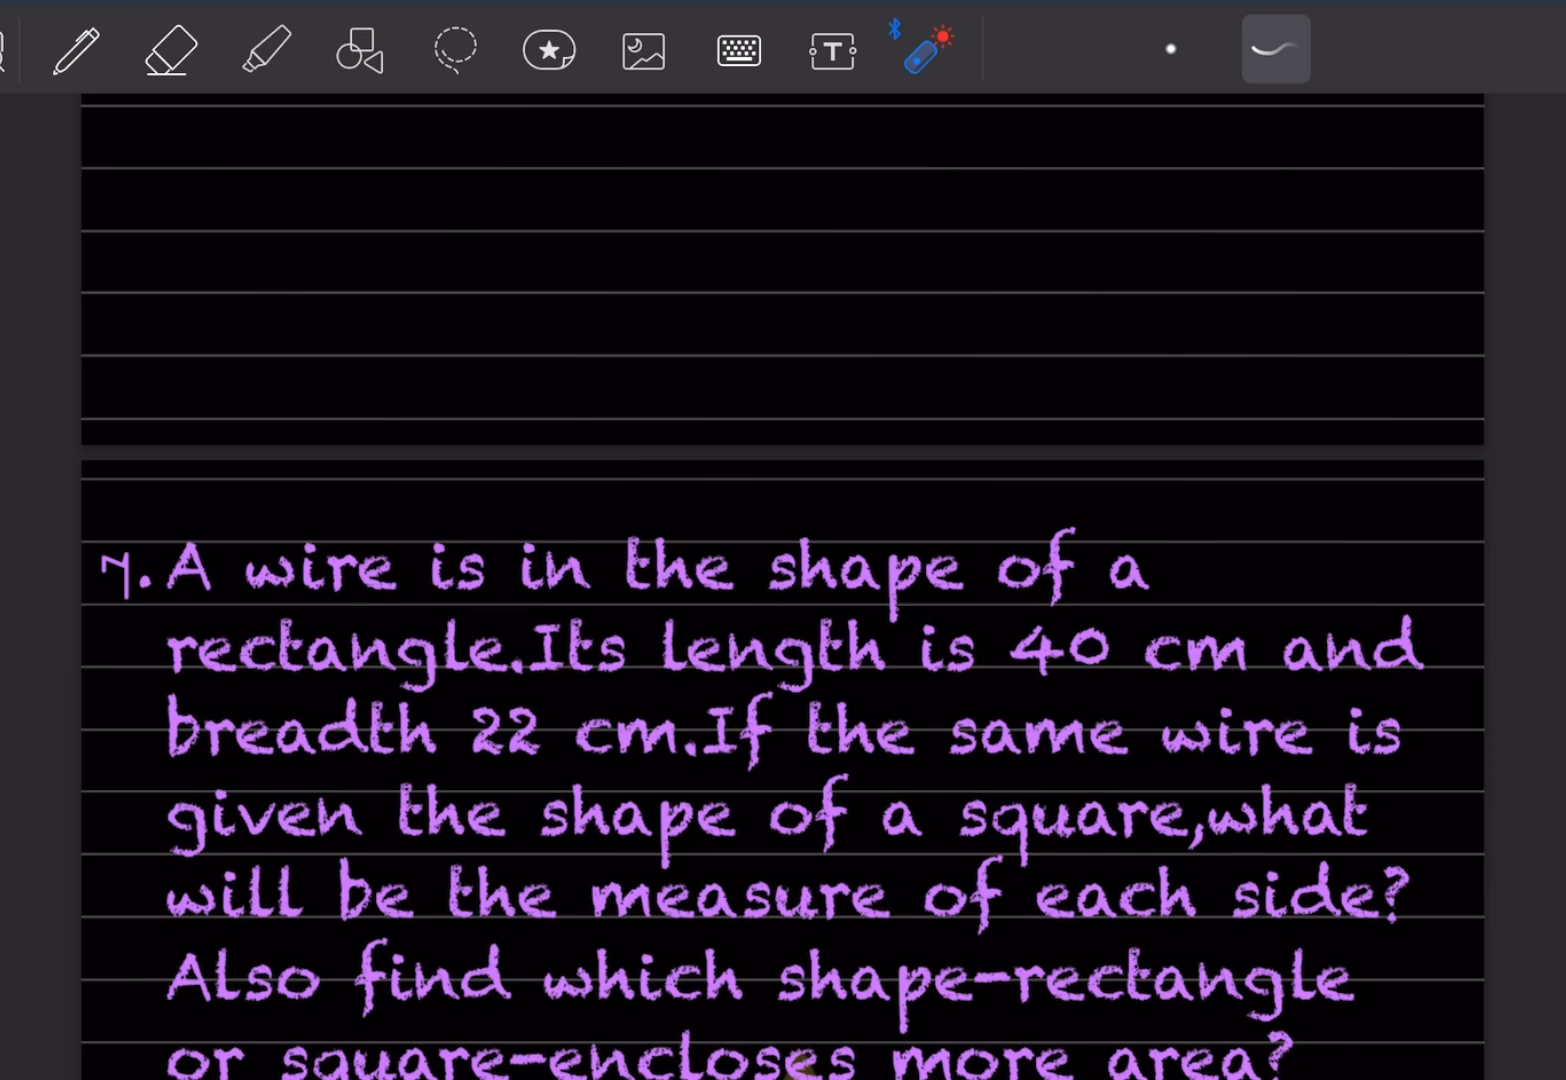 7. A wire is in the shape of a
rectangle.Its length is 40 cm and
breadth 22 cm.If the same wire is
given the shape of a square,what
will be the measure of each side?
Also find which shape-rectangle
or square-encloses more area?